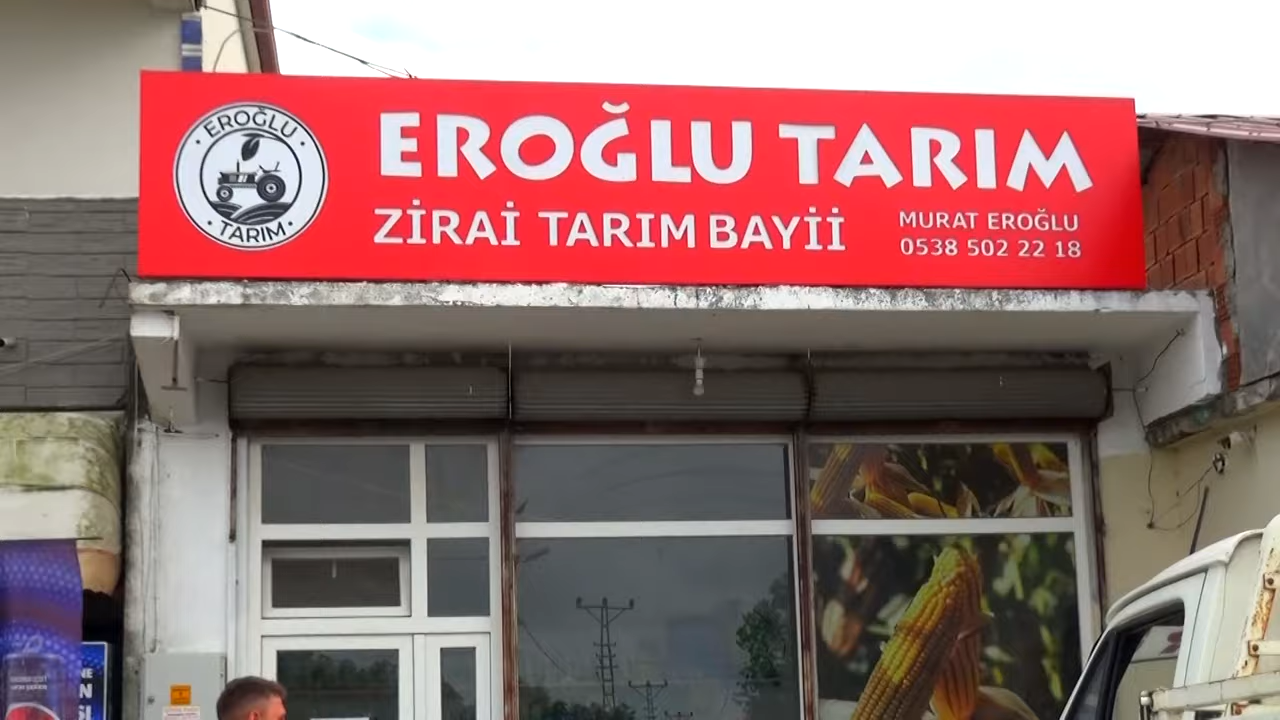 EROĞLU
TARIM
EROĞLU TARIM
ZİRAİ TARIM BAYİİ
MURAT EROĞLU
0538 502 22 18